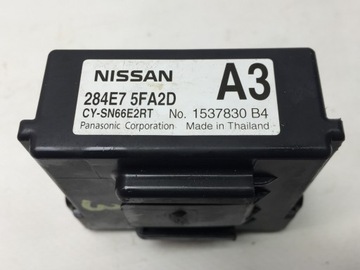 NISSAN A3
284E7 5FA2D
CY-SN66E2RT No. 1537830 B4
Panasonic Corporation Made in Thailand